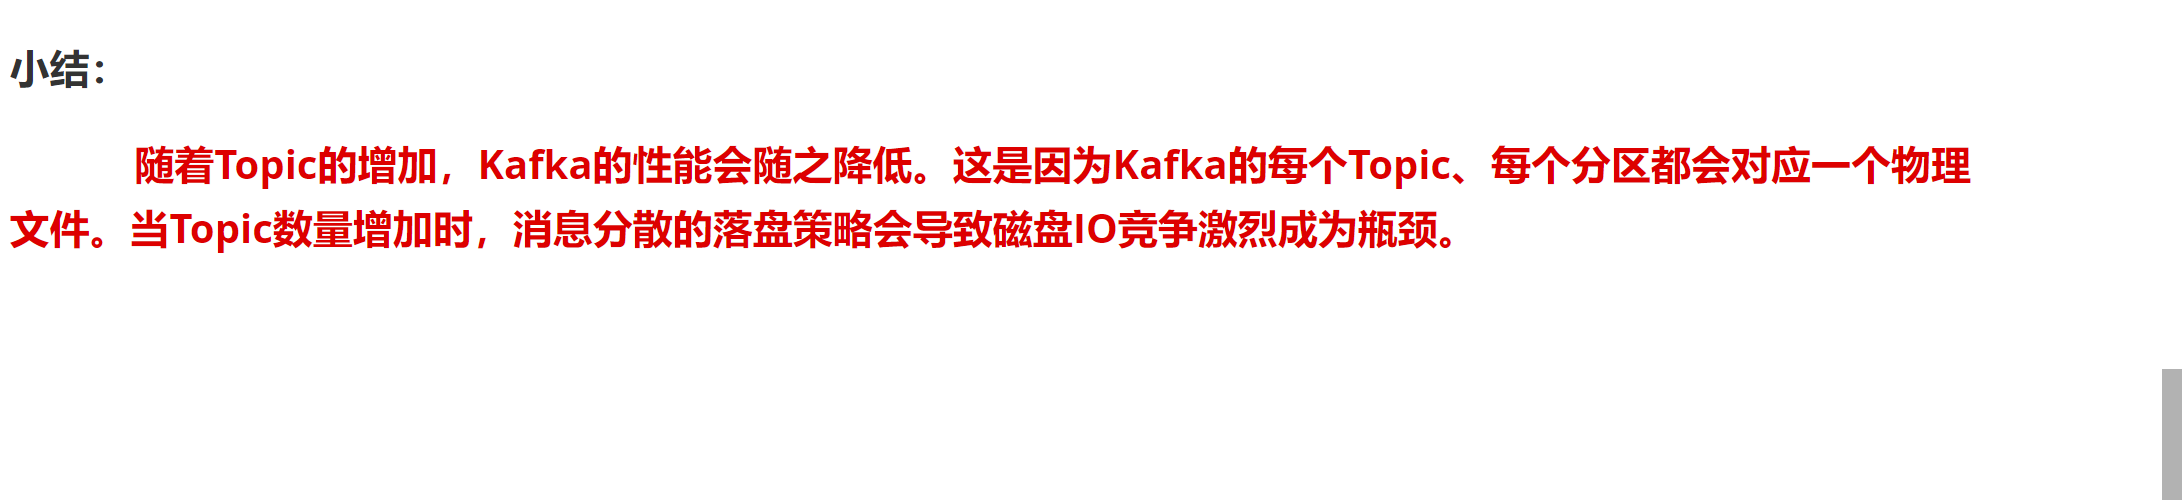 小结：
随着Topic的增加，Kafka的性能会随之降低。这是因为Kafka的每个Topic、每个分区都会对应一个物理
文件。当Topic数量增加时，消息分散的落盘策略会导致磁盘IO竞争激烈成为瓶颈。